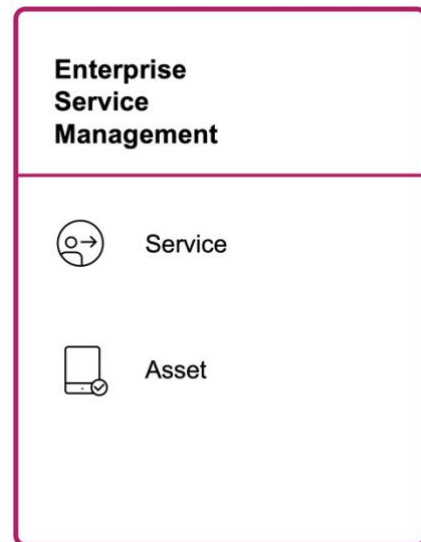 Enterprise
Service
Management
Service
Asset